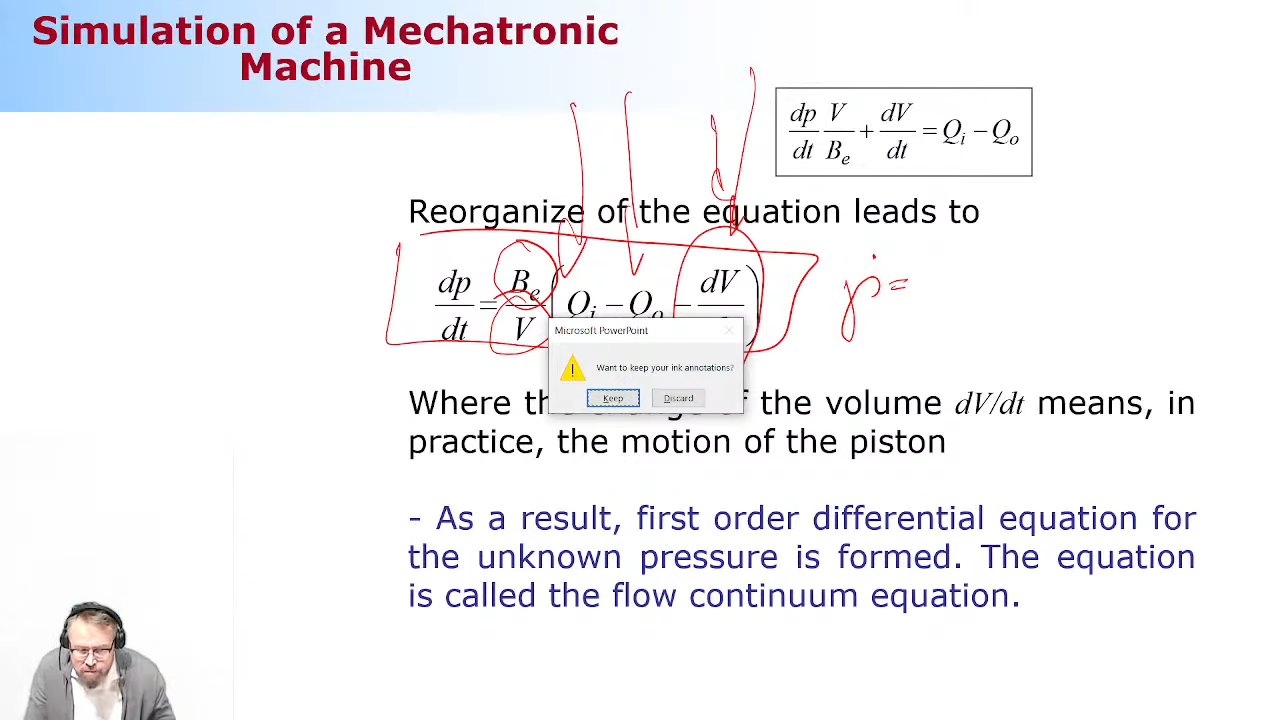 Simulation of a Mechatronic
Machine
dp/dt V/Bₑ + dV/dt = Qᵢ − Qₒ
Reorganize of the equation leads to
dp/dt = Bₑ/V ( Qᵢ − Qₒ − dV
ṗ =
Microsoft PowerPoint
Want to keep your ink annotations?
Keep
Discard
Where of the volume dV/dt means, in
practice, the motion of the piston
- As a result, first order differential equation for
the unknown pressure is formed. The equation
is called the flow continuum equation.